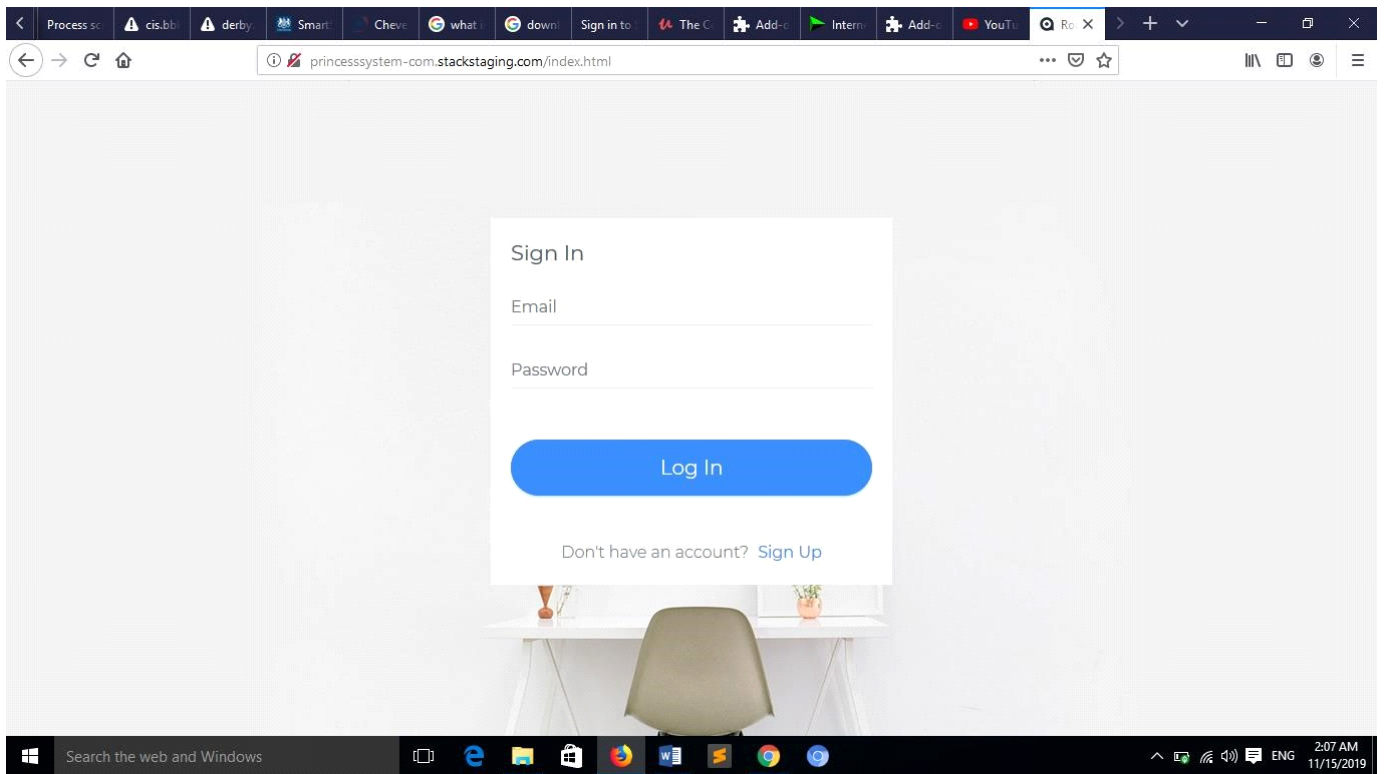 Process sc cis.bb derby. Smart Cheve what i down Sign in to The C Add-o Intern Add-o YouTu Ro
princesssystem-com.stackstaging.com/index.html
Sign In
Email
Password
Log In
Don't have an account? Sign Up
Search the web and Windows
ENG
2:07 AM
11/15/2019